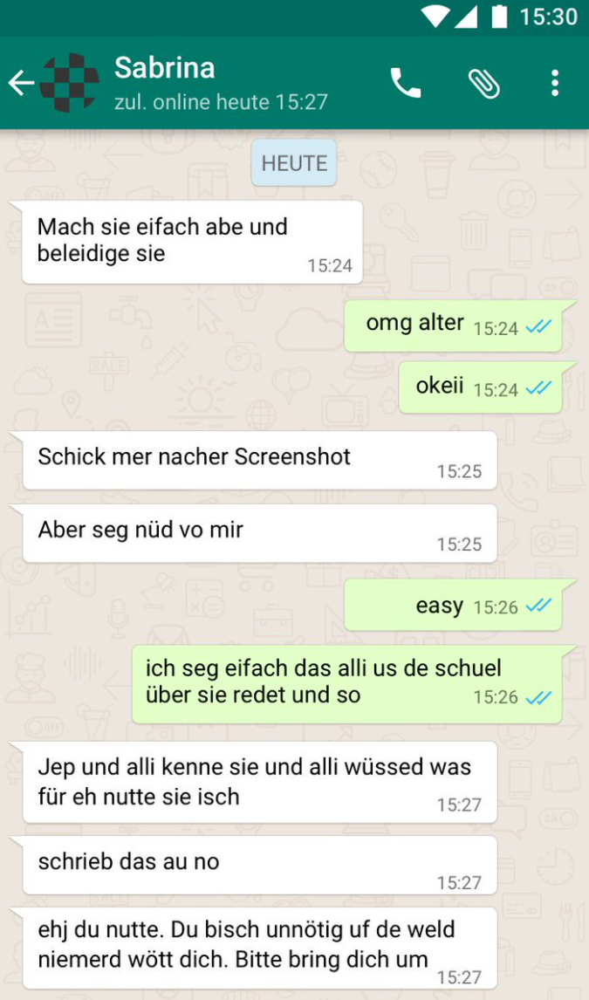 15:30
Sabrina
zul. online heute 15:27
HEUTE
Mach sie eifach abe und
beleidige sie
15:24
omg alter 15:24
okeii 15:24
Schick mer nacher Screenshot
15:25
Aber seg nüd vo mir
15:25
easy 15:26
ich seg eifach das alli us de schuel
über sie redet und so 15:26
Jep und alli kenne sie und alli wüssed was
für eh nutte sie isch
15:27
schrieb das au no
15:27
ehj du nutte. Du bisch unnötig uf de weld
niemerd wött dich. Bitte bring dich um
15:27